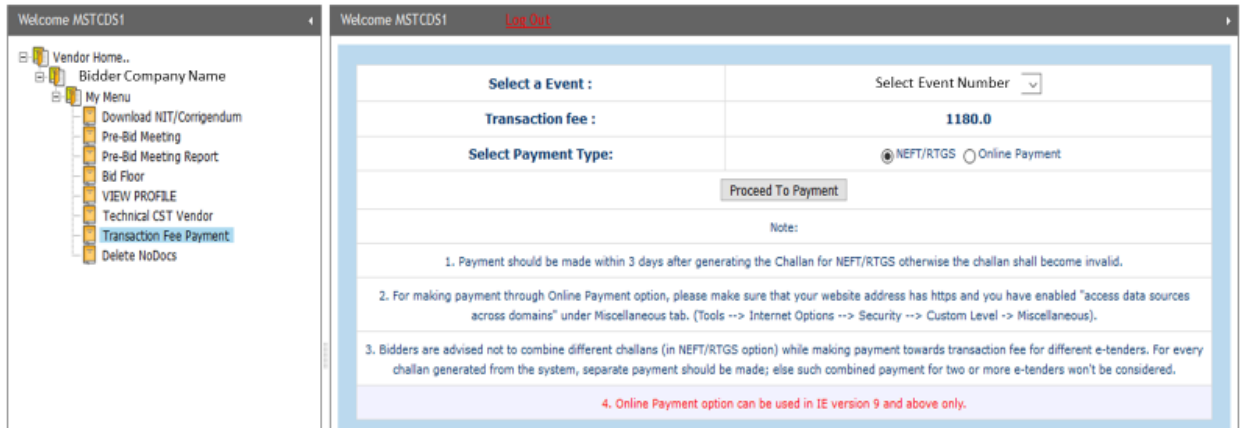 Welcome MSTCDS1
Vendor Home..
Bidder Company Name
My Menu
Download NIT/Corrigendum
Pre-Bid Meeting
Pre-Bid Meeting Report
Bid Floor
VIEW PROFILE
Technical CST Vendor
Transaction Fee Payment
Delete NoDocs
Welcome MSTCDS1 Log Out
Select a Event : Select Event Number
Transaction fee : 1180.0
Select Payment Type: NEFT/RTGS Online Payment
Proceed To Payment
Note:
1. Payment should be made within 3 days after generating the Challan for NEFT/RTGS otherwise the challan shall become invalid.
2. For making payment through Online Payment option, please make sure that your website address has https and you have enabled "access data sources
across domains" under Miscellaneous tab. (Tools --> Internet Options --> Security --> Custom Level -> Miscellaneous).
3. Bidders are advised not to combine different challans (in NEFT/RTGS option) while making payment towards transaction fee for different e-tenders. For every
challan generated from the system, separate payment should be made; else such combined payment for two or more e-tenders won't be considered.
4. Online Payment option can be used in IE version 9 and above only.